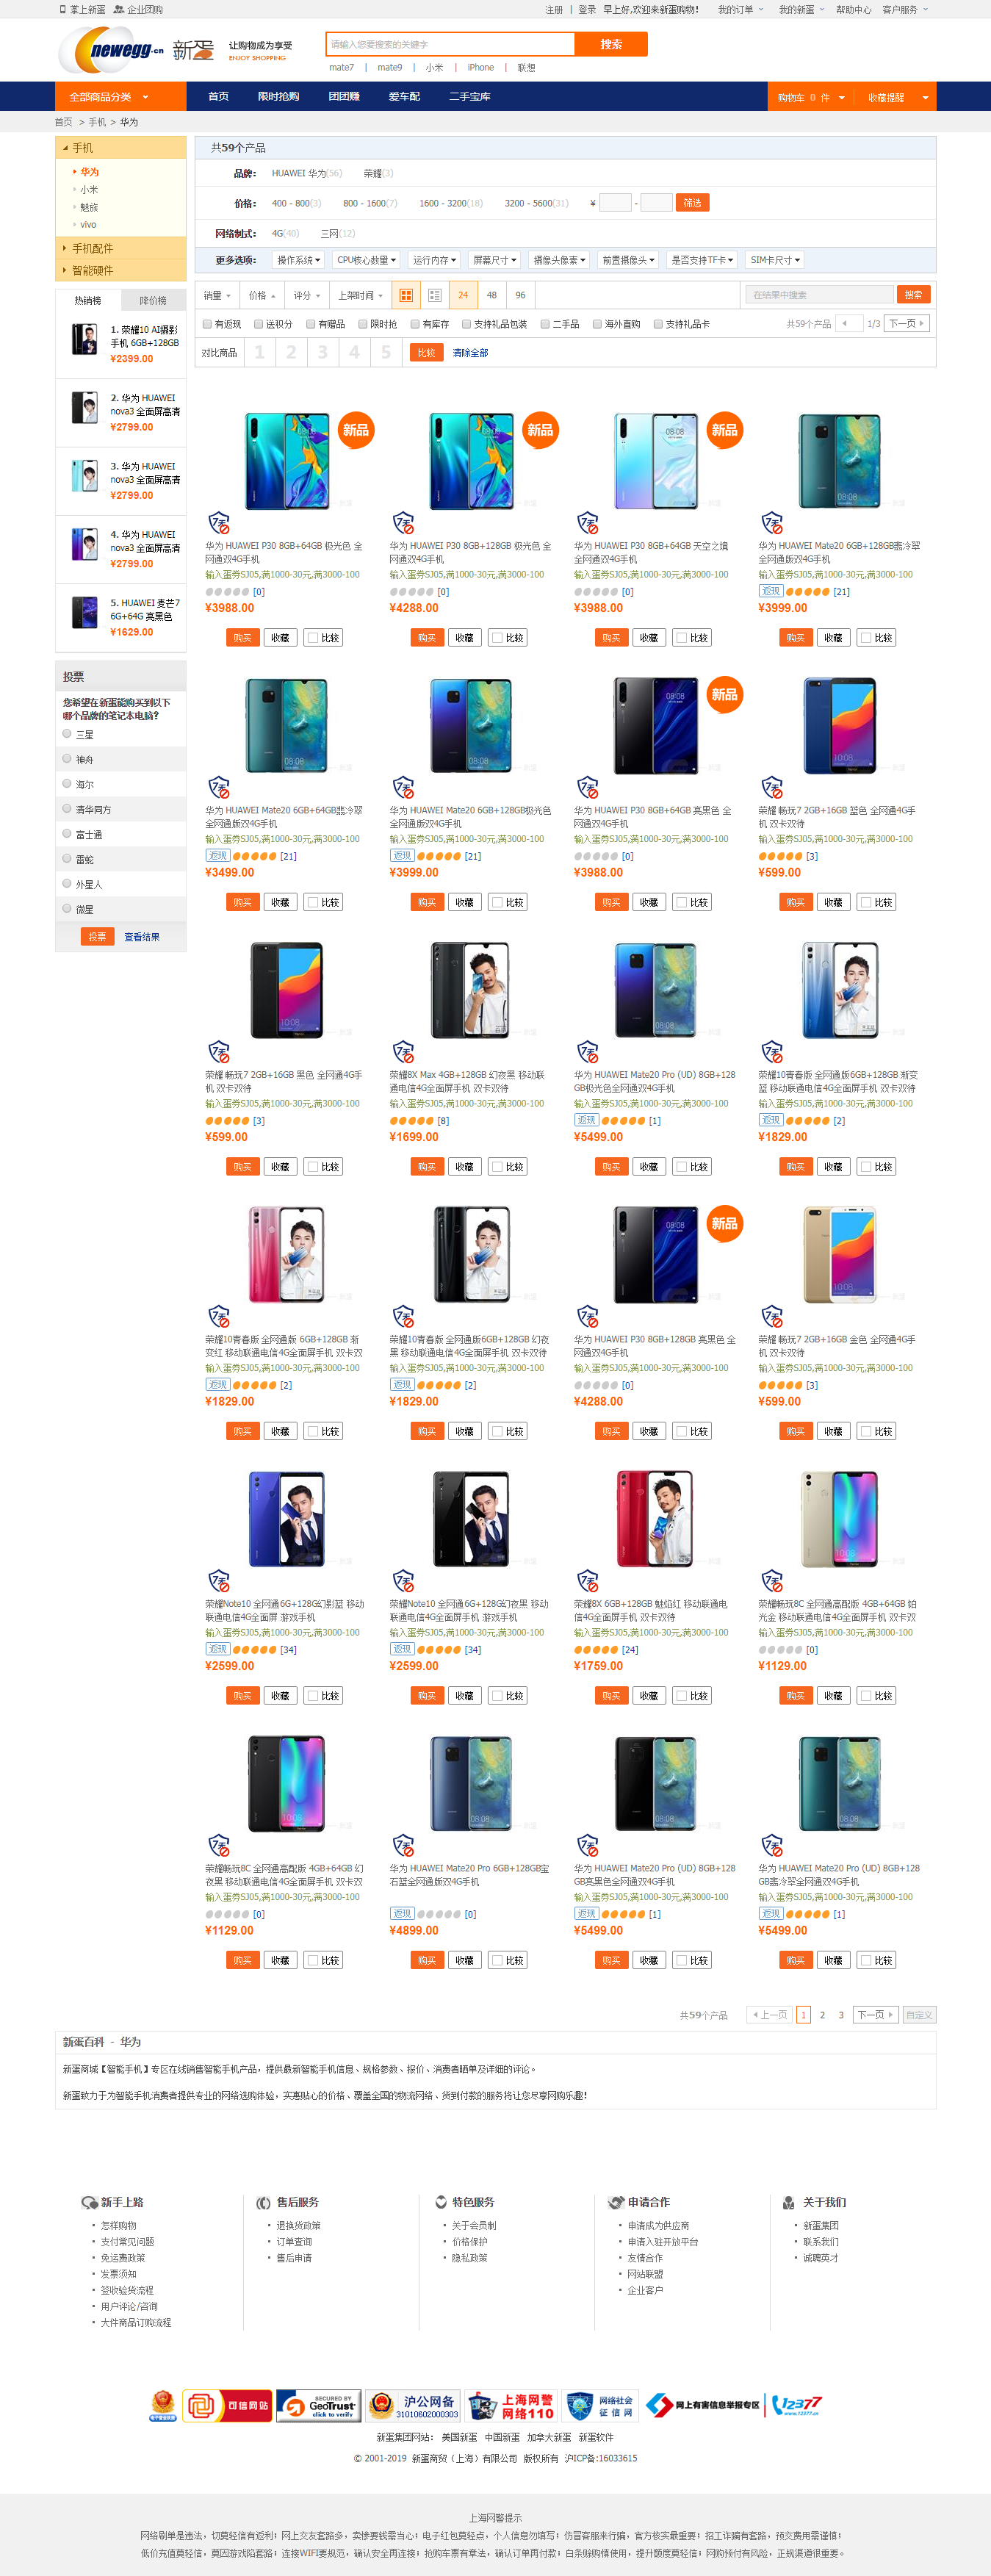 掌上新蛋 企业团购 注册 | 登录 早上好,欢迎来新蛋购物! 我的订单 我的新蛋 帮助中心 客户服务
newegg.cn 新蛋 让购物成为享受
ENJOY SHOPPING
请输入您要搜索的关键字 搜索
mate7 | mate9 | 小米 | iPhone | 联想
全部商品分类 首页 限时抢购 团团赚 爱车配 二手宝库 购物车 0 件 收藏提醒
首页 > 手机 > 华为
手机
华为
小米
魅族
vivo
手机配件
智能硬件
热销榜 降价榜
1. 荣耀10 AI摄影
手机 6GB+128GB
¥2399.00
2. 华为 HUAWEI
nova3 全面屏高清
¥2799.00
3. 华为 HUAWEI
nova3 全面屏高清
¥2799.00
4. 华为 HUAWEI
nova3 全面屏高清
¥2799.00
5. HUAWEI 麦芒7
6G+64G 亮黑色
¥1629.00
投票
您希望在新蛋能购买到以下
哪个品牌的笔记本电脑?
三星
神舟
海尔
清华同方
富士通
雷蛇
外星人
微星
投票 查看结果
共59个产品
品牌: HUAWEI 华为(56) 荣耀(3)
价格: 400 - 800(3) 800 - 1600(7) 1600 - 3200(18) 3200 - 5600(31) ¥ - 筛选
网络制式: 4G(40) 三网(12)
更多选项: 操作系统 CPU核心数量 运行内存 屏幕尺寸 摄像头像素 前置摄像头 是否支持TF卡 SIM卡尺寸
销量 价格 评分 上架时间 24 48 96 在结果中搜索 搜索
有返现 送积分 有赠品 限时抢 有库存 支持礼品包装 二手品 海外直购 支持礼品卡 共59个产品 1/3 下一页
对比商品 1 2 3 4 5 比较 清除全部
新品 新品 新品
华为 HUAWEI P30 8GB+64GB 极光色 全
网通双4G手机
输入蛋券SJ05,满1000-30元,满3000-100
[0]
¥3988.00
购买 收藏 比较
华为 HUAWEI P30 8GB+128GB 极光色 全
网通双4G手机
输入蛋券SJ05,满1000-30元,满3000-100
[0]
¥4288.00
购买 收藏 比较
华为 HUAWEI P30 8GB+64GB 天空之境
全网通双4G手机
输入蛋券SJ05,满1000-30元,满3000-100
[0]
¥3988.00
购买 收藏 比较
华为 HUAWEI Mate20 6GB+128GB翡冷翠
全网通版双4G手机
输入蛋券SJ05,满1000-30元,满3000-100
返现 [21]
¥3999.00
购买 收藏 比较
华为 HUAWEI Mate20 6GB+64GB翡冷翠
全网通版双4G手机
输入蛋券SJ05,满1000-30元,满3000-100
返现 [21]
¥3499.00
购买 收藏 比较
华为 HUAWEI Mate20 6GB+128GB极光色
全网通版双4G手机
输入蛋券SJ05,满1000-30元,满3000-100
返现 [21]
¥3999.00
购买 收藏 比较
新品
华为 HUAWEI P30 8GB+64GB 亮黑色 全
网通双4G手机
输入蛋券SJ05,满1000-30元,满3000-100
[0]
¥3988.00
购买 收藏 比较
荣耀 畅玩7 2GB+16GB 蓝色 全网通4G手
机 双卡双待
输入蛋券SJ05,满1000-30元,满3000-100
[3]
¥599.00
购买 收藏 比较
荣耀 畅玩7 2GB+16GB 黑色 全网通4G手
机 双卡双待
输入蛋券SJ05,满1000-30元,满3000-100
[3]
¥599.00
购买 收藏 比较
荣耀8X Max 4GB+128GB 幻夜黑 移动联
通电信4G全面屏手机 双卡双待
输入蛋券SJ05,满1000-30元,满3000-100
[8]
¥1699.00
购买 收藏 比较
华为 HUAWEI Mate20 Pro (UD) 8GB+128
GB极光色全网通双4G手机
输入蛋券SJ05,满1000-30元,满3000-100
返现 [1]
¥5499.00
购买 收藏 比较
荣耀10青春版 全网通版6GB+128GB 渐变
蓝 移动联通电信4G全面屏手机 双卡双待
输入蛋券SJ05,满1000-30元,满3000-100
返现 [2]
¥1829.00
购买 收藏 比较
荣耀10青春版 全网通版 6GB+128GB 渐
变红 移动联通电信4G全面屏手机 双卡双
输入蛋券SJ05,满1000-30元,满3000-100
返现 [2]
¥1829.00
购买 收藏 比较
荣耀10青春版 全网通版6GB+128GB 幻夜
黑 移动联通电信4G全面屏手机 双卡双待
输入蛋券SJ05,满1000-30元,满3000-100
返现 [2]
¥1829.00
购买 收藏 比较
新品
华为 HUAWEI P30 8GB+128GB 亮黑色 全
网通双4G手机
输入蛋券SJ05,满1000-30元,满3000-100
[0]
¥4288.00
购买 收藏 比较
荣耀 畅玩7 2GB+16GB 金色 全网通4G手
机 双卡双待
输入蛋券SJ05,满1000-30元,满3000-100
[3]
¥599.00
购买 收藏 比较
荣耀Note10 全网通6G+128G幻影蓝 移动
联通电信4G全面屏 游戏手机
输入蛋券SJ05,满1000-30元,满3000-100
返现 [34]
¥2599.00
购买 收藏 比较
荣耀Note10 全网通6G+128G幻夜黑 移动
联通电信4G全面屏手机 游戏手机
输入蛋券SJ05,满1000-30元,满3000-100
返现 [34]
¥2599.00
购买 收藏 比较
荣耀8X 6GB+128GB 魅焰红 移动联通电
信4G全面屏手机 双卡双待
输入蛋券SJ05,满1000-30元,满3000-100
[24]
¥1759.00
购买 收藏 比较
荣耀畅玩8C 全网通高配版 4GB+64GB 铂
光金 移动联通电信4G全面屏手机 双卡双
输入蛋券SJ05,满1000-30元,满3000-100
[0]
¥1129.00
购买 收藏 比较
荣耀畅玩8C 全网通高配版 4GB+64GB 幻
夜黑 移动联通电信4G全面屏手机 双卡双
输入蛋券SJ05,满1000-30元,满3000-100
[0]
¥1129.00
购买 收藏 比较
华为 HUAWEI Mate20 Pro 6GB+128GB宝
石蓝全网通版双4G手机
返现 [0]
¥4899.00
购买 收藏 比较
华为 HUAWEI Mate20 Pro (UD) 8GB+128
GB亮黑色全网通双4G手机
输入蛋券SJ05,满1000-30元,满3000-100
返现 [1]
¥5499.00
购买 收藏 比较
华为 HUAWEI Mate20 Pro (UD) 8GB+128
GB翡冷翠全网通双4G手机
输入蛋券SJ05,满1000-30元,满3000-100
返现 [1]
¥5499.00
购买 收藏 比较
共59个产品 上一页 1 2 3 下一页 自定义
新蛋百科 - 华为
新蛋商城【智能手机】专区在线销售智能手机产品，提供最新智能手机信息、规格参数、报价、消费者晒单及详细的评论。
新蛋致力于为智能手机消费者提供专业的网络选购体验，实惠贴心的价格、覆盖全国的物流网络、货到付款的服务将让您尽享网购乐趣!
新手上路
怎样购物
支付常见问题
免运费政策
发票须知
签收验货流程
用户评论/咨询
大件商品订购流程
售后服务
退换货政策
订单查询
售后申请
特色服务
关于会员制
价格保护
隐私政策
申请合作
申请成为供应商
申请入驻开放平台
友情合作
网站联盟
企业客户
关于我们
新蛋集团
联系我们
诚聘英才
可信网站 SECURED BY GeoTrust click to verify 沪公网备 31010602000303 上海网警 网络110 网络社会 征信网 网上有害信息举报专区 12377 www.12377.cn
新蛋集团网站： 美国新蛋 中国新蛋 加拿大新蛋 新蛋软件
© 2001-2019 新蛋商贸（上海）有限公司 版权所有 沪ICP备:16033615
上海网警提示
网络刷单是违法，切莫轻信有返利；网上交友套路多，卖惨要钱需当心；电子红包莫轻点，个人信息勿填写；仿冒客服来行骗，官方核实最重要；招工诈骗有套路，预交费用需谨慎；
低价充值莫轻信，莫因游戏陷套路；连接WIFI要规范，确认安全再连接；抢购车票有章法，确认订单再付款；白条赊购慎使用，提升额度莫轻信；网购预付有风险，正规渠道很重要。